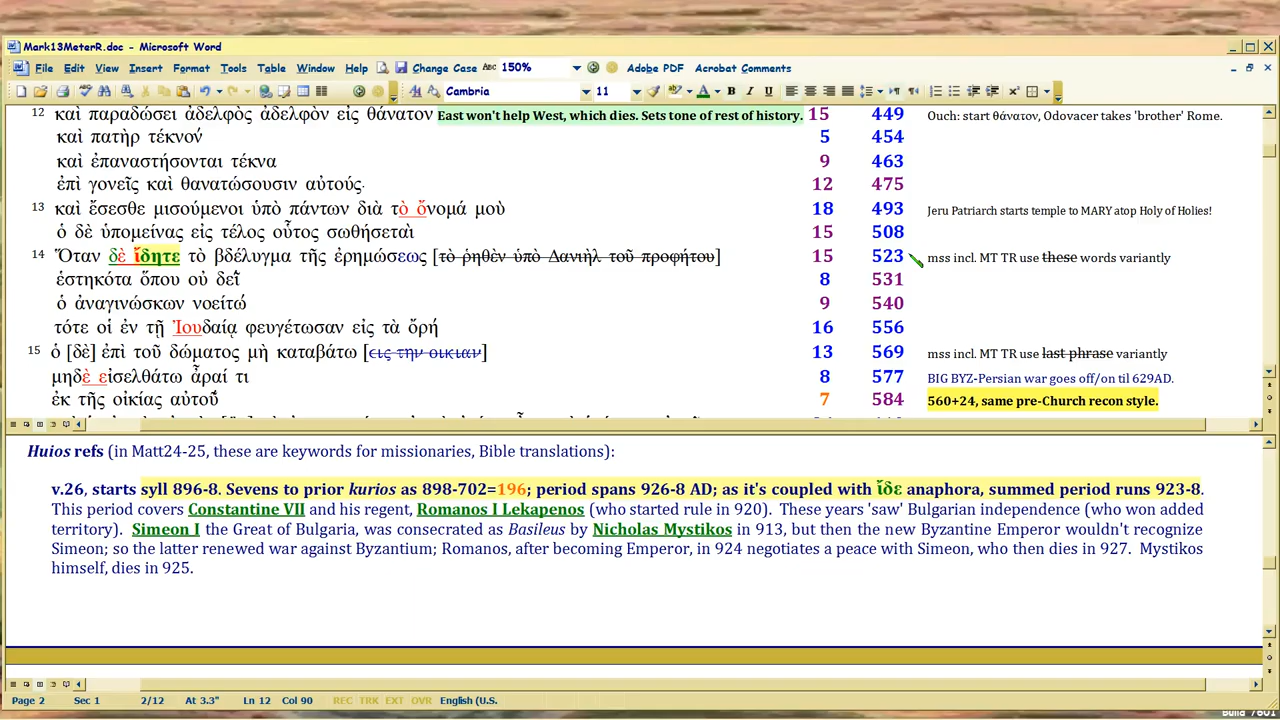 Mark13MeterR.doc - Microsoft Word
File Edit View Insert Format Tools Table Window Help Change Case ABC 150% Adobe PDF Acrobat Comments
Cambria 11 B I U
12 καὶ παραδώσει ἀδελφὸς ἀδελφὸν εἰς θάνατον East won't help West, which dies. Sets tone of rest of history. 15 449 Ouch: start θάνατον, Odovacer takes 'brother' Rome.
καὶ πατὴρ τέκνον 5 454
καὶ ἐπαναστήσονται τέκνα 9 463
ἐπὶ γονεῖς καὶ θανατώσουσιν αὐτούς· 12 475
13 καὶ ἔσεσθε μισούμενοι ὑπὸ πάντων διὰ τὸ ὄνομά μοὺ 18 493 Jeru Patriarch starts temple to MARY atop Holy of Holies!
ὁ δὲ ὑπομείνας εἰς τέλος οὗτος σωθήσεταὶ 15 508
14 Ὅταν δὲ ἴδητε τὸ βδέλυγμα τῆς ἐρημώσεως [τὸ ῥηθὲν ὑπὸ Δανιὴλ τοῦ προφήτου] 15 523 mss incl. MT TR use these words variantly
ἑστηκότα ὅπου οὐ δεῖ 8 531
ὁ ἀναγινώσκων νοείτώ 9 540
τότε οἱ ἐν τῇ Ἰουδαίᾳ φευγέτωσαν εἰς τὰ ὄρή 16 556
15 ὁ [δὲ] ἐπὶ τοῦ δώματος μὴ καταβάτω [εις την οικιαν] 13 569 mss incl. MT TR use last phrase variantly
μηδὲ εἰσελθάτω ἆραί τι 8 577 BIG BYZ-Persian war goes off/on til 629AD.
ἐκ τῆς οἰκίας αὐτοῦ 7 584 560+24, same pre-Church recon style.
Huios refs (in Matt24-25, these are keywords for missionaries, Bible translations):
v.26, starts syll 896-8. Sevens to prior kurios as 898-702=196; period spans 926-8 AD; as it's coupled with ἴδε anaphora, summed period runs 923-8.
This period covers Constantine VII and his regent, Romanos I Lekapenos (who started rule in 920). These years 'saw' Bulgarian independence (who won added
territory). Simeon I the Great of Bulgaria, was consecrated as Basileus by Nicholas Mystikos in 913, but then the new Byzantine Emperor wouldn't recognize
Simeon; so the latter renewed war against Byzantium; Romanos, after becoming Emperor, in 924 negotiates a peace with Simeon, who then dies in 927. Mystikos
himself, dies in 925.
Page 2 Sec 1 2/12 At 3.3" Ln 12 Col 90 REC TRK EXT OVR English (U.S.
Build 7601